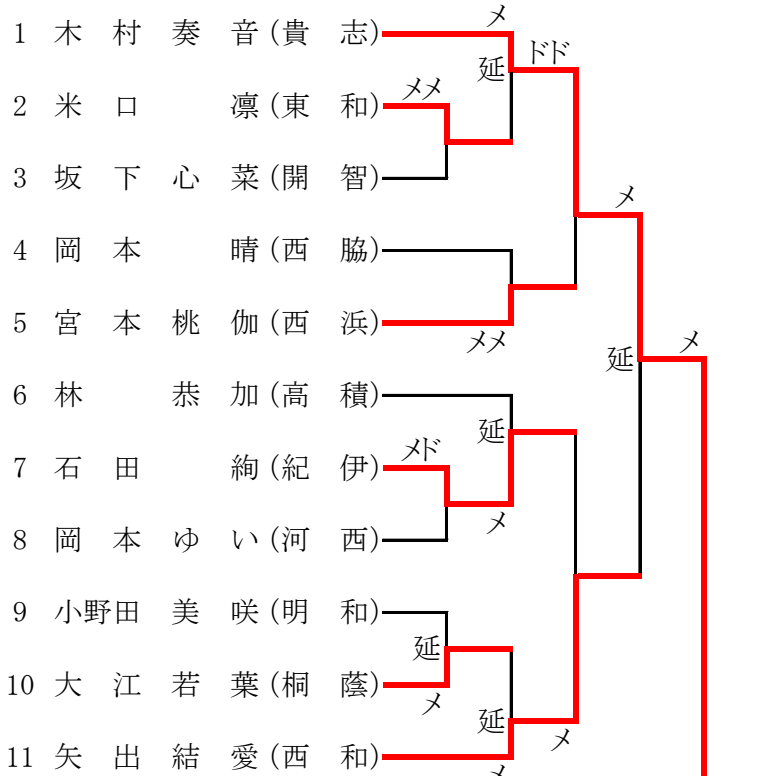 メ
1 木 村 奏 音 (貴 志)
ドド
延
メメ
2 米 口 凛 (東 和)
3 坂 下 心 菜 (開 智)
メ
4 岡 本 晴 (西 脇)
5 宮 本 桃 伽 (西 浜)
メメ
メ
延
6 林 恭 加 (高 積)
延
メド
7 石 田 絢 (紀 伊)
メ
8 岡 本 ゆ い (河 西)
9 小野田 美 咲 (明 和)
延
10 大 江 若 葉 (桐 蔭)
メ
延
メ
11 矢 出 結 愛 (西 和)
メ